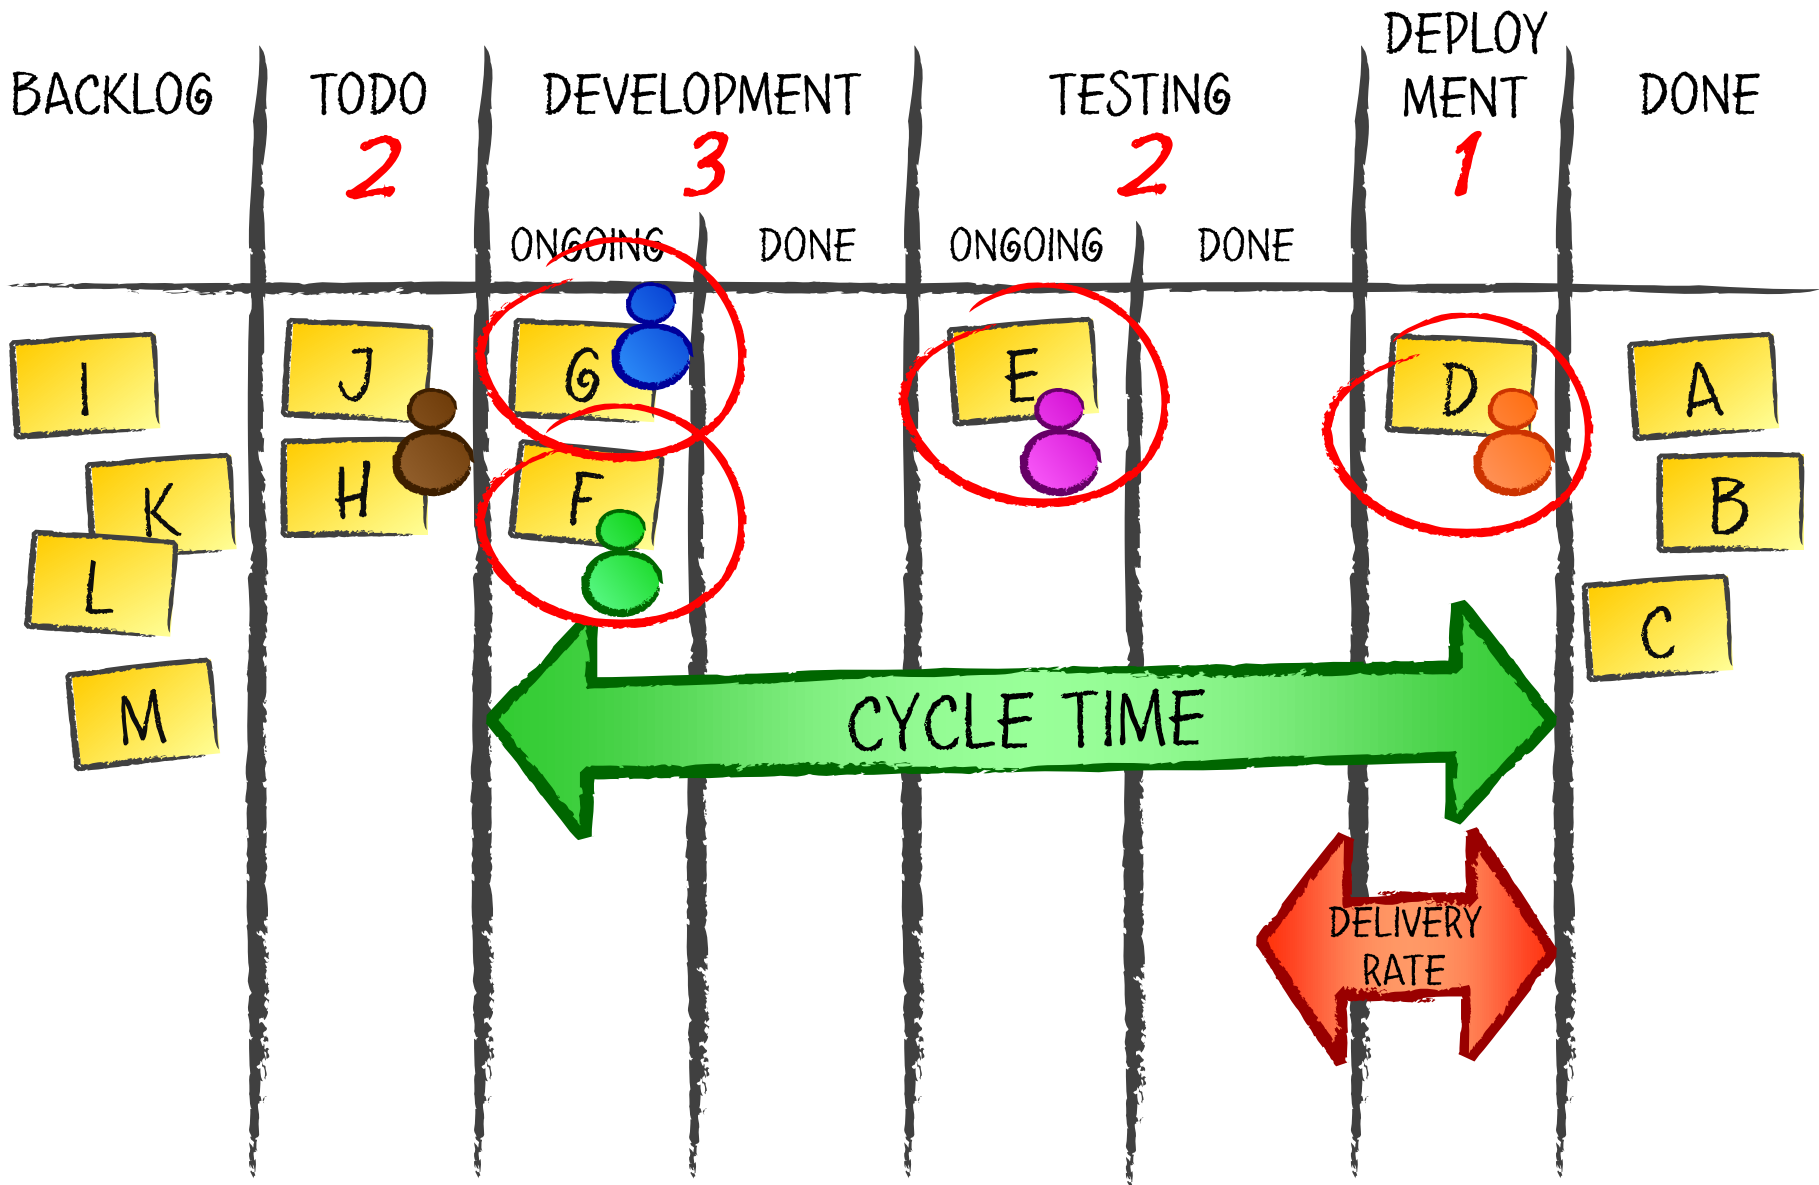 BACKLOG
TODO
2
DEVELOPMENT
3
TESTING
2
DEPLOY
MENT
1
DONE
ONGOING
DONE
ONGOING
DONE
I
K
L
M
J
H
G
F
E
D
A
B
C
CYCLE TIME
DELIVERY
RATE